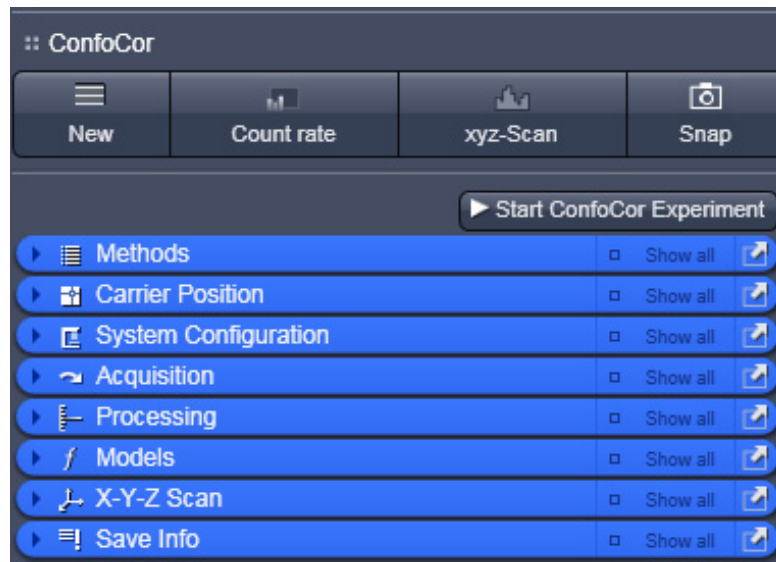 ConfoCor
New Count rate xyz-Scan Snap
Start ConfoCor Experiment
Methods Show all
Carrier Position Show all
System Configuration Show all
Acquisition Show all
Processing Show all
Models Show all
X-Y-Z Scan Show all
Save Info Show all